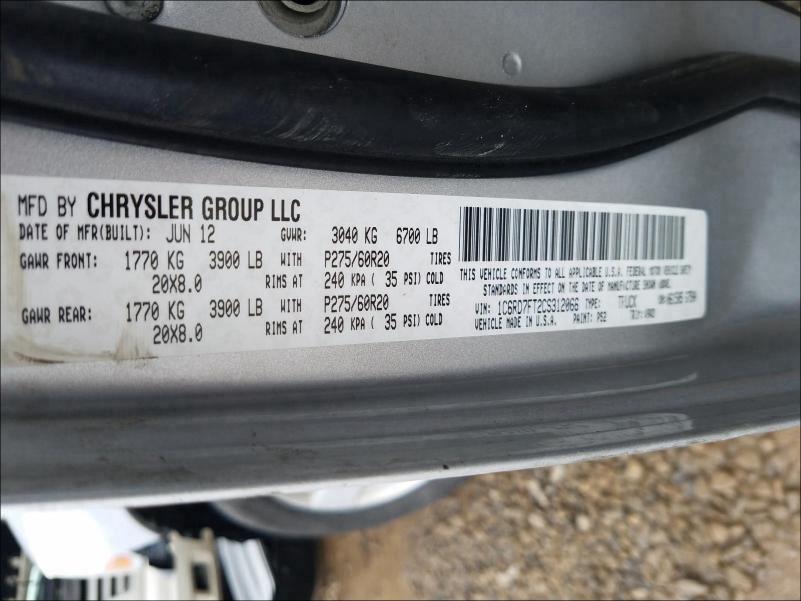 MFD BY CHRYSLER GROUP LLC
DATE OF MFR(BUILT): JUN 12 GVWR: 3040 KG 6700 LB
GAWR FRONT: 1770 KG 3900 LB WITH P275/60R20 TIRES
20X8.0 RIMS AT 240 KPA ( 35 PSI) COLD
GAWR REAR: 1770 KG 3900 LB WITH P275/60R20 TIRES
20X8.0 RIMS AT 240 KPA ( 35 PSI) COLD
THIS VEHICLE CONFORMS TO ALL APPLICABLE U.S.A. FEDERAL MOTOR VEHICLE SAFETY
STANDARDS IN EFFECT ON THE DATE OF MANUFACTURE SHOWN ABOVE.
VIN: 1C6RD7FT2CS312066 TYPE: TRUCK
VEHICLE MADE IN U.S.A. PAINT: PS2 TRIM: